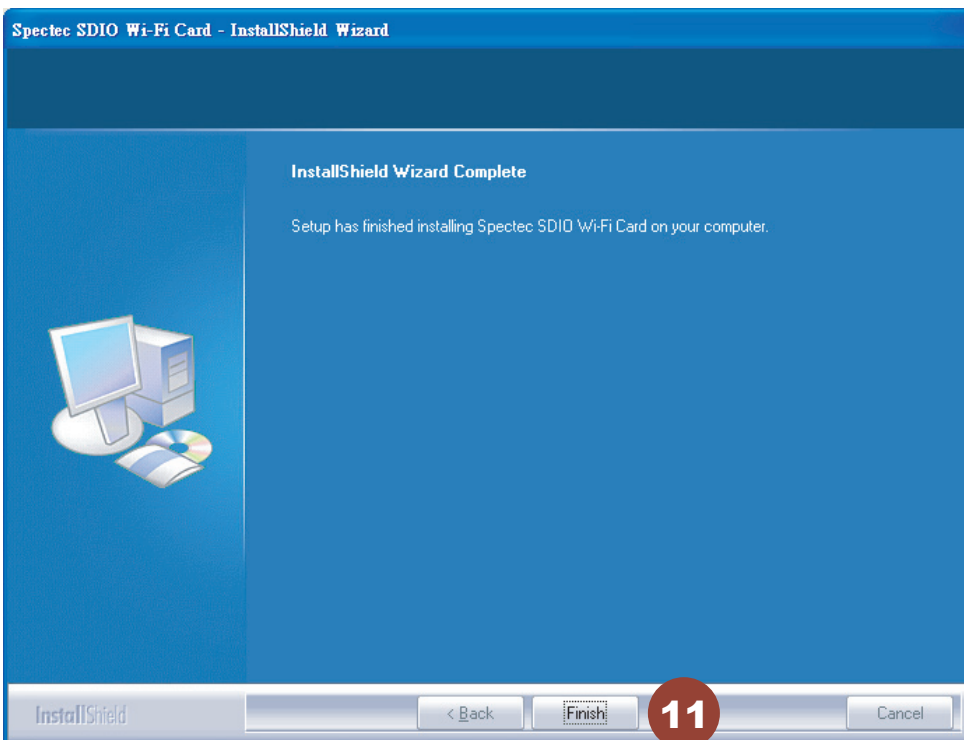 Spectec SDIO Wi-Fi Card - InstallShield Wizard
InstallShield Wizard Complete
Setup has finished installing Spectec SDIO Wi-Fi Card on your computer.
InstallShield
< Back
Finish
11
Cancel